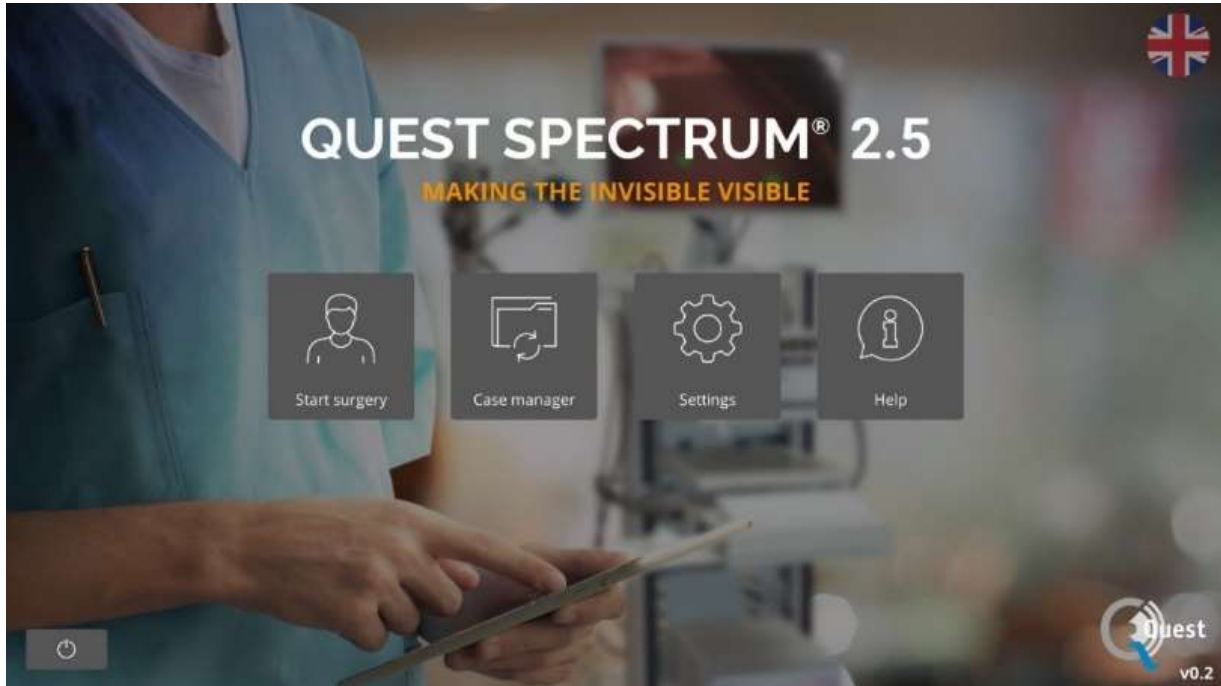 QUEST SPECTRUM® 2.5
MAKING THE INVISIBLE VISIBLE
Start surgery
Case manager
Settings
Help
Quest
v0.2